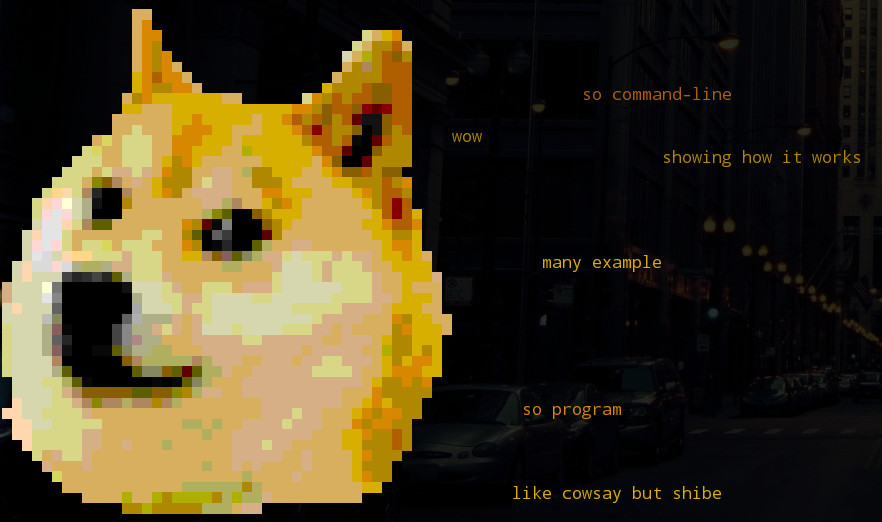 so command-line
wow
showing how it works
many example
so program
like cowsay but shibe